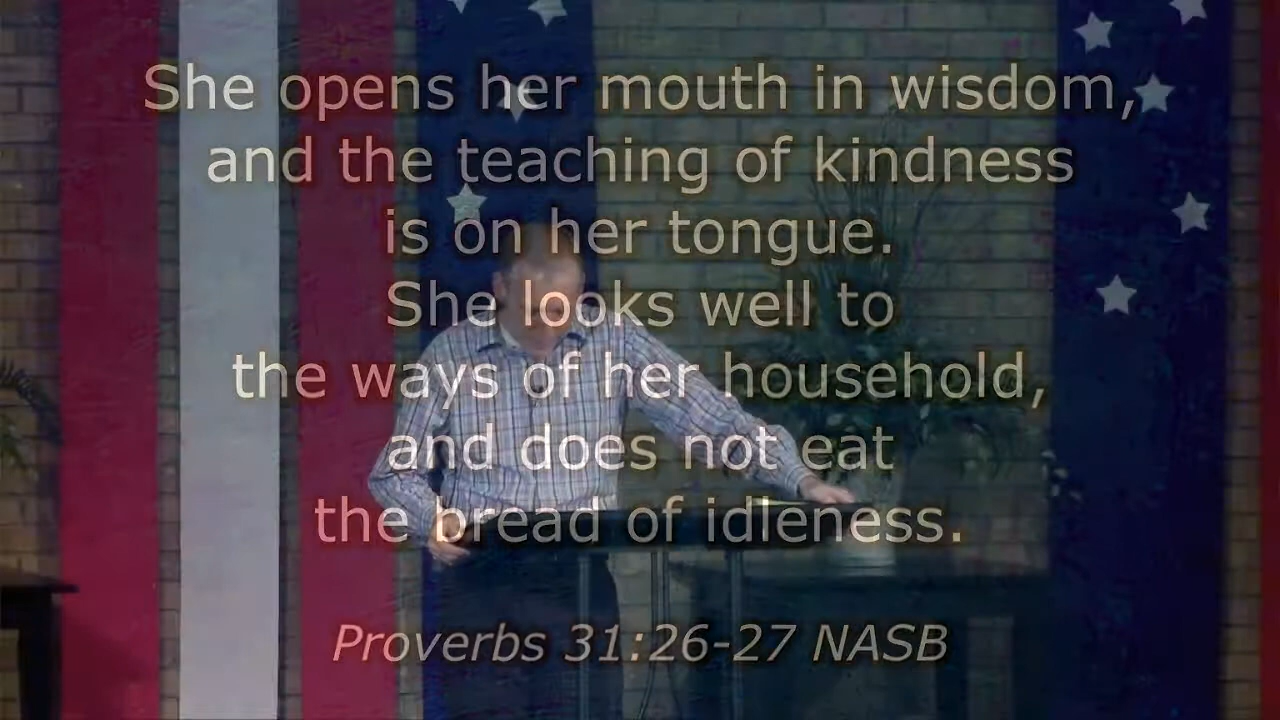 She opens her mouth in wisdom,
and the teaching of kindness
is on her tongue.
She looks well to
the ways of her household,
and does not eat
the bread of idleness.
Proverbs 31:26-27 NASB